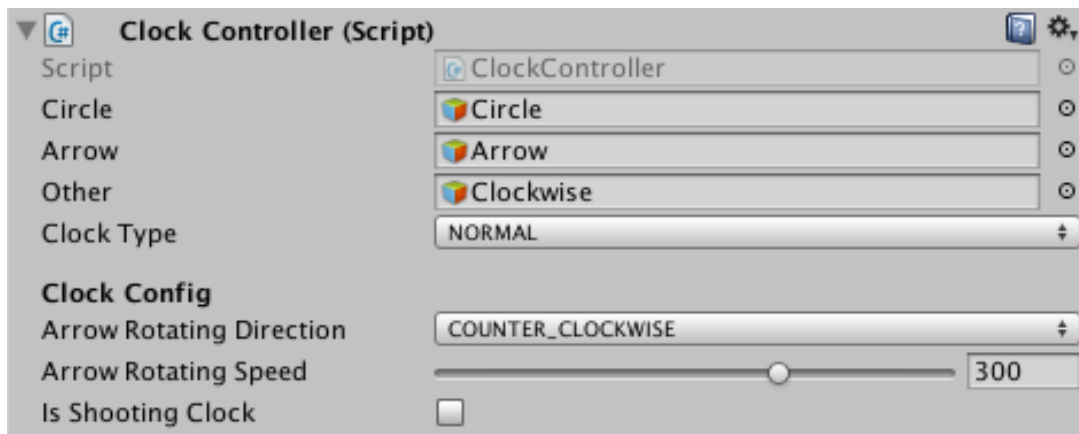 Clock Controller (Script)
Script ClockController
Circle Circle
Arrow Arrow
Other Clockwise
Clock Type NORMAL
Clock Config
Arrow Rotating Direction COUNTER_CLOCKWISE
Arrow Rotating Speed 300
Is Shooting Clock